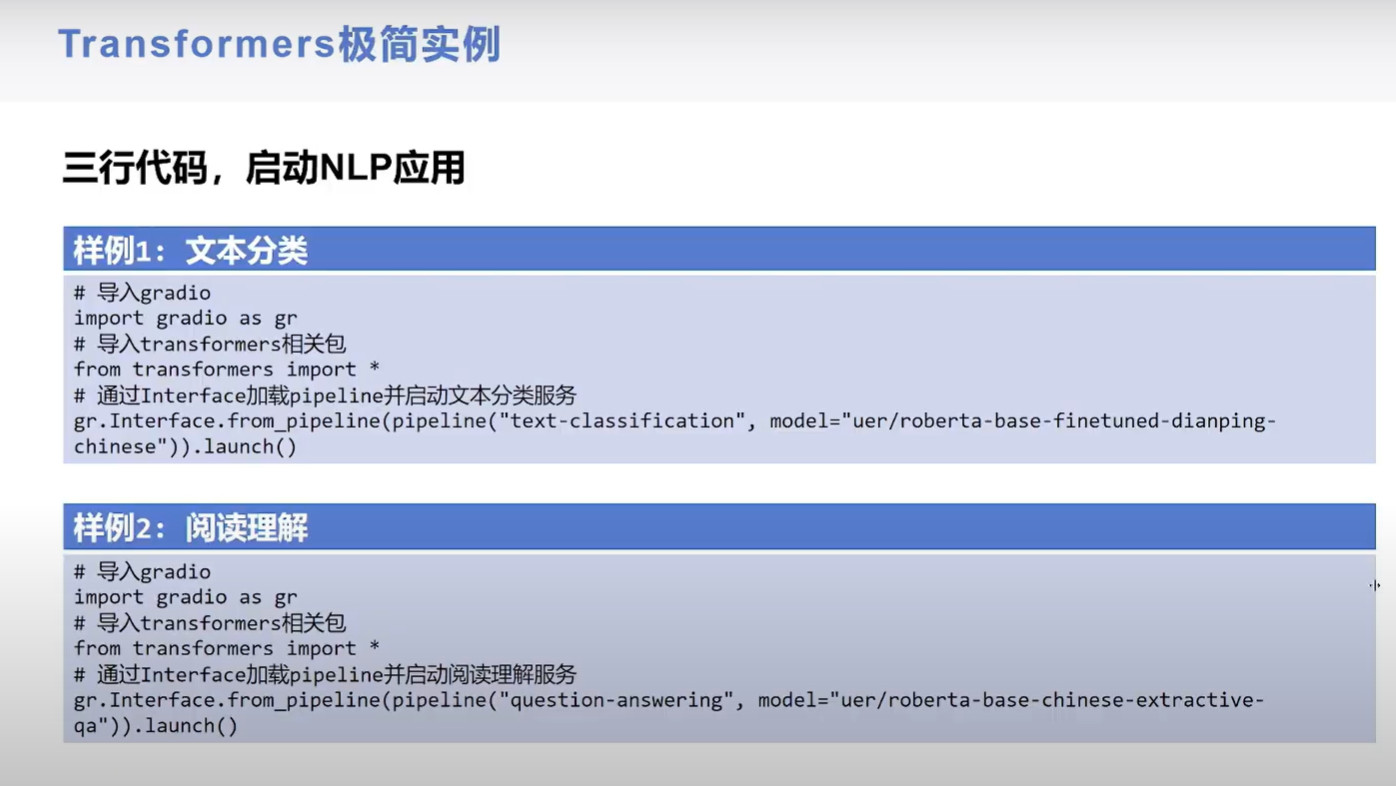 Transformers极简实例
三行代码，启动NLP应用
样例1：文本分类
# 导入gradio
import gradio as gr
# 导入transformers相关包
from transformers import *
# 通过Interface加载pipeline并启动文本分类服务
gr.Interface.from_pipeline(pipeline("text-classification", model="uer/roberta-base-finetuned-dianping-
chinese")).launch()
样例2：阅读理解
# 导入gradio
import gradio as gr
# 导入transformers相关包
from transformers import *
# 通过Interface加载pipeline并启动阅读理解服务
gr.Interface.from_pipeline(pipeline("question-answering", model="uer/roberta-base-chinese-extractive-
qa")).launch()